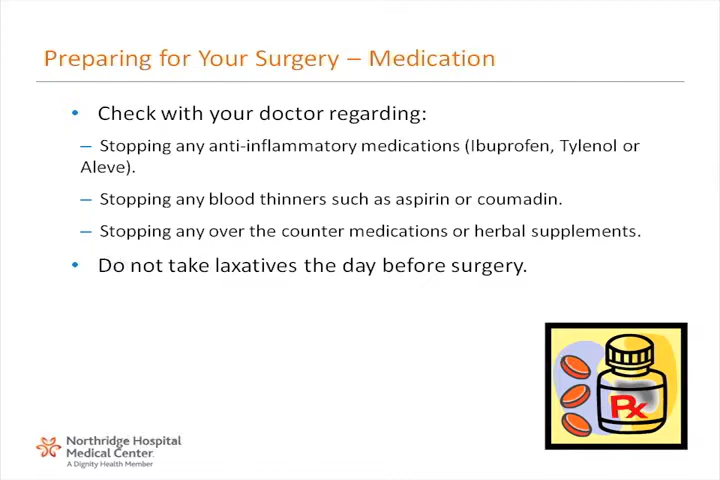 Preparing for Your Surgery – Medication
• Check with your doctor regarding:
– Stopping any anti-inflammatory medications (Ibuprofen, Tylenol or
Aleve).
– Stopping any blood thinners such as aspirin or coumadin.
– Stopping any over the counter medications or herbal supplements.
• Do not take laxatives the day before surgery.
Rx
Northridge Hospital
Medical Center.
A Dignity Health Member